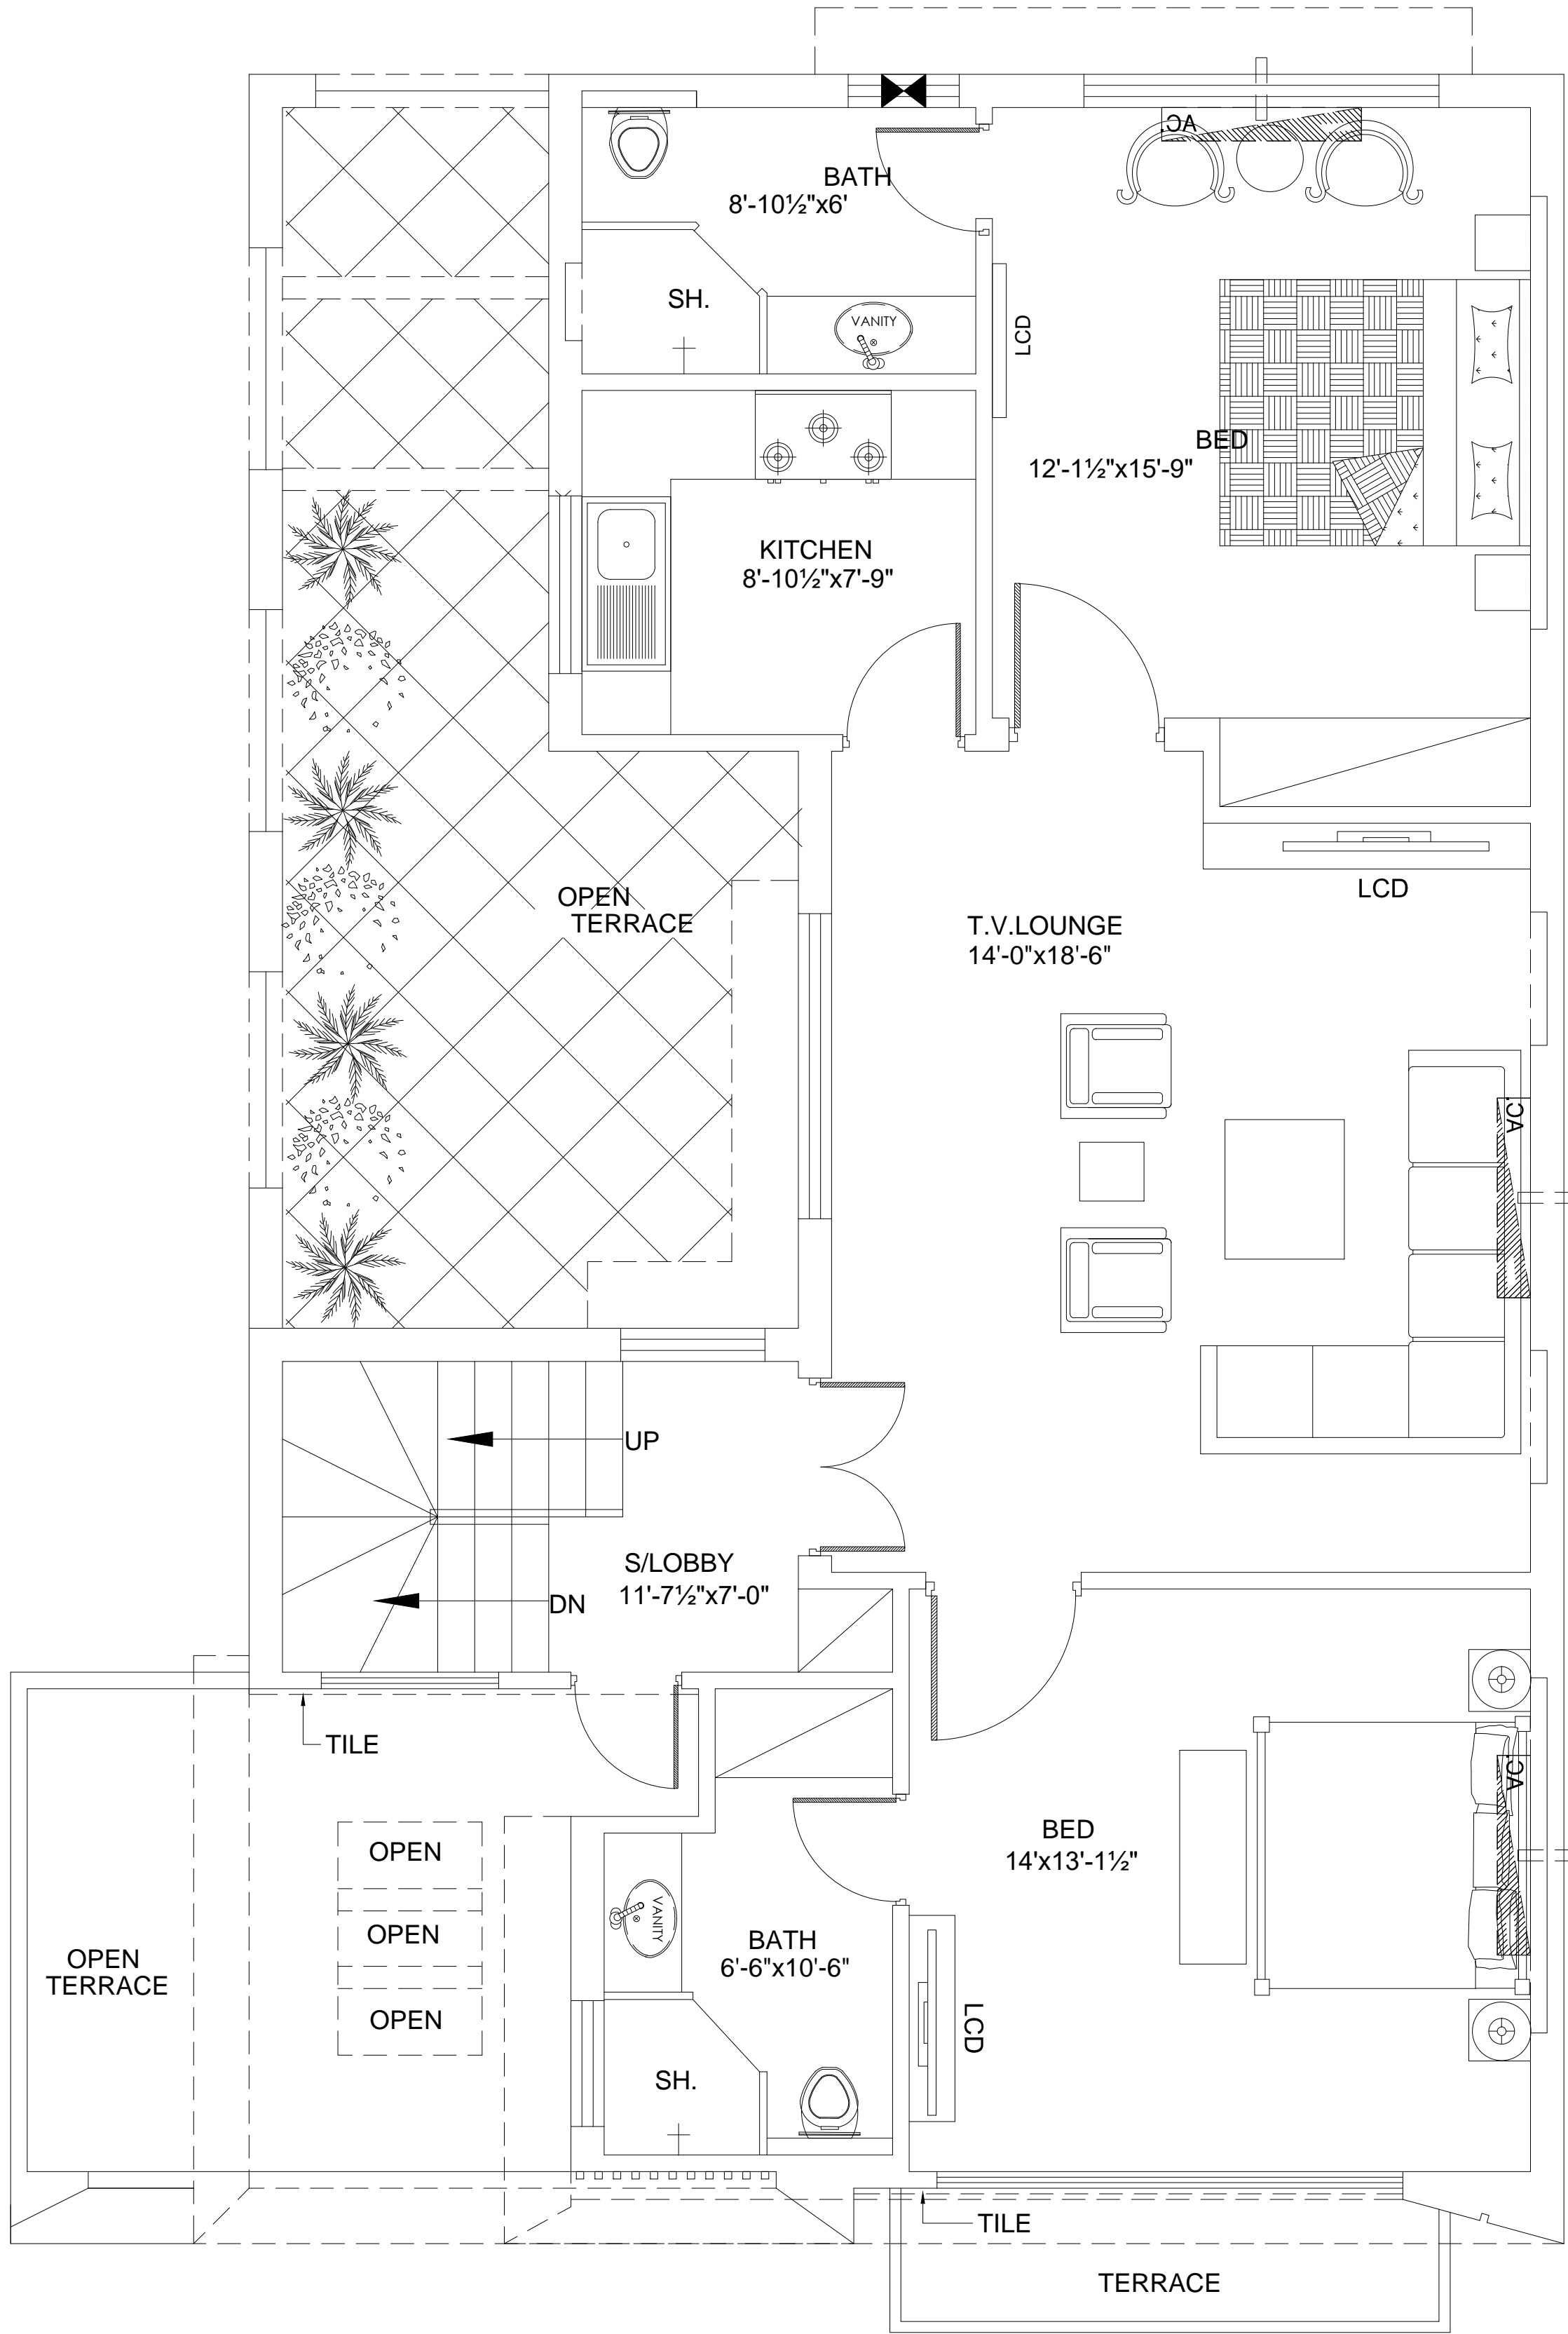 AC.
BATH
8'-10½"x6'
SH.
VANITY
LCD
BED
12'-1½"x15'-9"
KITCHEN
8'-10½"x7'-9"
LCD
OPEN
TERRACE
T.V.LOUNGE
14'-0"x18'-6"
AC.
UP
S/LOBBY
11'-7½"x7'-0"
DN
TILE
AC.
BED
14'x13'-1½"
OPEN
OPEN
OPEN
OPEN
TERRACE
VANITY
BATH
6'-6"x10'-6"
LCD
SH.
TILE
TERRACE